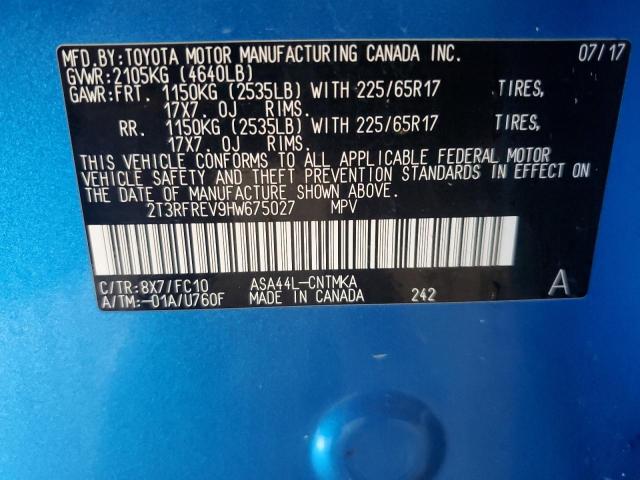 MFD.BY:TOYOTA MOTOR MANUFACTURING CANADA INC. 07/17
GVWR:2105KG (4640LB)
GAWR:FRT. 1150KG (2535LB) WITH 225/65R17 TIRES,
17X7.0J RIMS.
RR. 1150KG (2535LB) WITH 225/65R17 TIRES,
17X7.0J RIMS.
THIS VEHICLE CONFORMS TO ALL APPLICABLE FEDERAL MOTOR
VEHICLE SAFETY AND THEFT PREVENTION STANDARDS IN EFFECT ON
THE DATE OF MANUFACTURE SHOWN ABOVE.
2T3RFREV9HW675027 MPV
C/TR:8X7/FC10 ASA44L-CNTMKA A
A/TM:-01A/U760F MADE IN CANADA 242